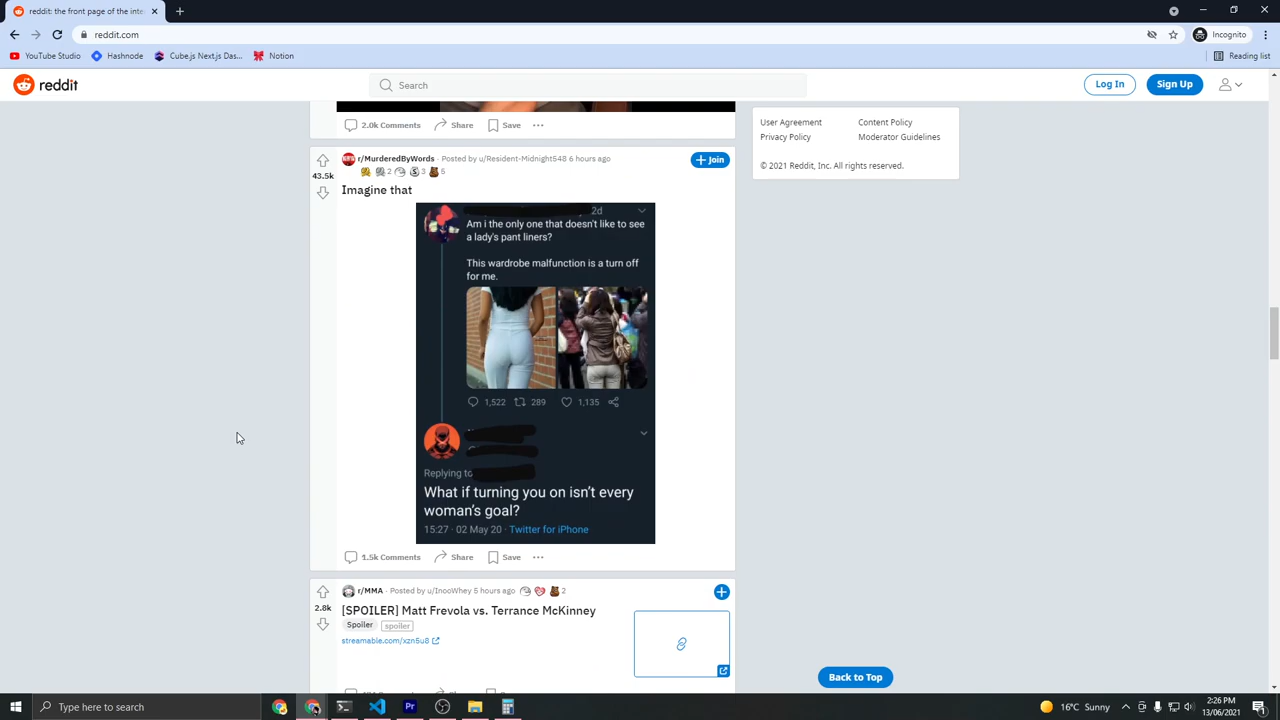 reddit: the front page of the inte
reddit.com
Incognito
YouTube Studio
Hashnode
Cube.js Next.js Das...
Notion
Reading list
reddit
Search
Log In
Sign Up
2.0k Comments
Share
Save
User Agreement
Content Policy
Privacy Policy
Moderator Guidelines
© 2021 Reddit, Inc. All rights reserved.
43.5k
r/MurderedByWords · Posted by u/Resident-Midnight548 6 hours ago
Join
2 3 5
Imagine that
2d
Am i the only one that doesn't like to see
a lady's pant liners?
This wardrobe malfunction is a turn off
for me.
1,522 289 1,135
Replying to
What if turning you on isn't every
woman's goal?
15:27 · 02 May 20 · Twitter for iPhone
1.5k Comments
Share
Save
2.8k
r/MMA · Posted by u/InooWhey 5 hours ago
2
[SPOILER] Matt Frevola vs. Terrance McKinney
Spoiler
spoiler
streamable.com/xzn5u8
Back to Top
Type here to search
Pr
16°C Sunny
2:26 PM
13/06/2021